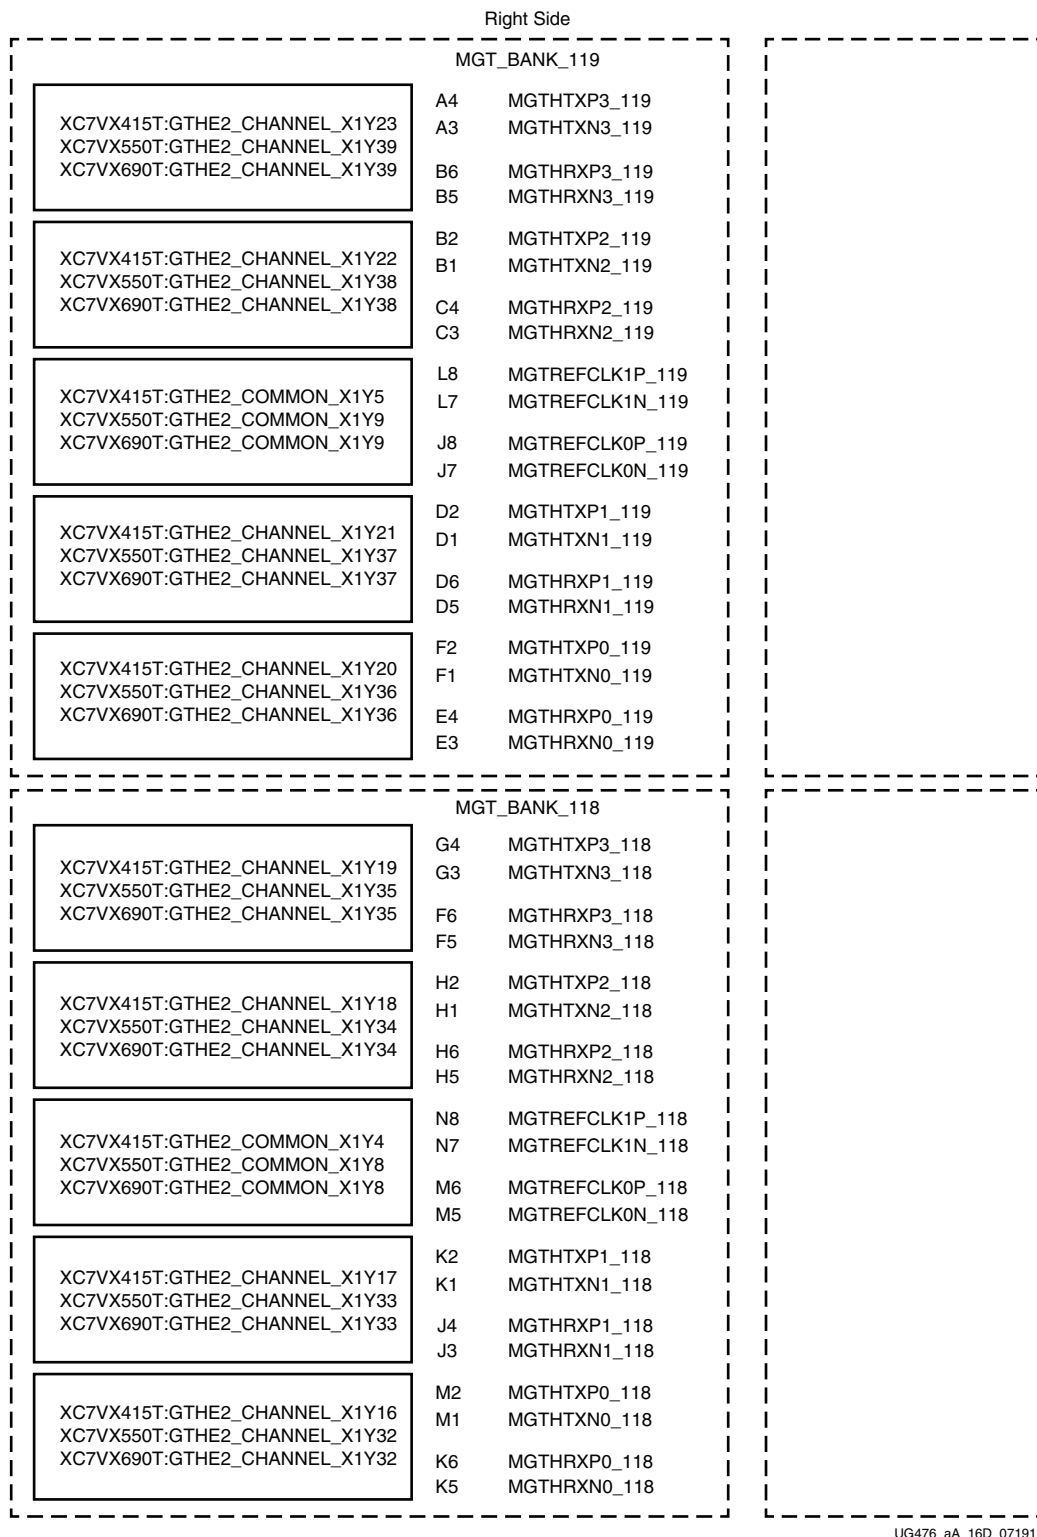 Right Side
MGT_BANK_119
XC7VX415T:GTHE2_CHANNEL_X1Y23
XC7VX550T:GTHE2_CHANNEL_X1Y39
XC7VX690T:GTHE2_CHANNEL_X1Y39
A4 MGTHTXP3_119
A3 MGTHTXN3_119
B6 MGTHRXP3_119
B5 MGTHRXN3_119
XC7VX415T:GTHE2_CHANNEL_X1Y22
XC7VX550T:GTHE2_CHANNEL_X1Y38
XC7VX690T:GTHE2_CHANNEL_X1Y38
B2 MGTHTXP2_119
B1 MGTHTXN2_119
C4 MGTHRXP2_119
C3 MGTHRXN2_119
XC7VX415T:GTHE2_COMMON_X1Y5
XC7VX550T:GTHE2_COMMON_X1Y9
XC7VX690T:GTHE2_COMMON_X1Y9
L8 MGTREFCLK1P_119
L7 MGTREFCLK1N_119
J8 MGTREFCLK0P_119
J7 MGTREFCLK0N_119
XC7VX415T:GTHE2_CHANNEL_X1Y21
XC7VX550T:GTHE2_CHANNEL_X1Y37
XC7VX690T:GTHE2_CHANNEL_X1Y37
D2 MGTHTXP1_119
D1 MGTHTXN1_119
D6 MGTHRXP1_119
D5 MGTHRXN1_119
XC7VX415T:GTHE2_CHANNEL_X1Y20
XC7VX550T:GTHE2_CHANNEL_X1Y36
XC7VX690T:GTHE2_CHANNEL_X1Y36
F2 MGTHTXP0_119
F1 MGTHTXN0_119
E4 MGTHRXP0_119
E3 MGTHRXN0_119
MGT_BANK_118
XC7VX415T:GTHE2_CHANNEL_X1Y19
XC7VX550T:GTHE2_CHANNEL_X1Y35
XC7VX690T:GTHE2_CHANNEL_X1Y35
G4 MGTHTXP3_118
G3 MGTHTXN3_118
F6 MGTHRXP3_118
F5 MGTHRXN3_118
XC7VX415T:GTHE2_CHANNEL_X1Y18
XC7VX550T:GTHE2_CHANNEL_X1Y34
XC7VX690T:GTHE2_CHANNEL_X1Y34
H2 MGTHTXP2_118
H1 MGTHTXN2_118
H6 MGTHRXP2_118
H5 MGTHRXN2_118
XC7VX415T:GTHE2_COMMON_X1Y4
XC7VX550T:GTHE2_COMMON_X1Y8
XC7VX690T:GTHE2_COMMON_X1Y8
N8 MGTREFCLK1P_118
N7 MGTREFCLK1N_118
M6 MGTREFCLK0P_118
M5 MGTREFCLK0N_118
XC7VX415T:GTHE2_CHANNEL_X1Y17
XC7VX550T:GTHE2_CHANNEL_X1Y33
XC7VX690T:GTHE2_CHANNEL_X1Y33
K2 MGTHTXP1_118
K1 MGTHTXN1_118
J4 MGTHRXP1_118
J3 MGTHRXN1_118
XC7VX415T:GTHE2_CHANNEL_X1Y16
XC7VX550T:GTHE2_CHANNEL_X1Y32
XC7VX690T:GTHE2_CHANNEL_X1Y32
M2 MGTHTXP0_118
M1 MGTHTXN0_118
K6 MGTHRXP0_118
K5 MGTHRXN0_118
UG476_aA_16D_07191